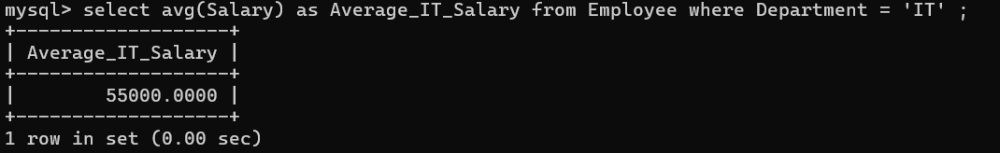 mysql> select avg(Salary) as Average_IT_Salary from Employee where Department = 'IT' ;
+-------------------+
| Average_IT_Salary |
+-------------------+
|        55000.0000 |
+-------------------+
1 row in set (0.00 sec)